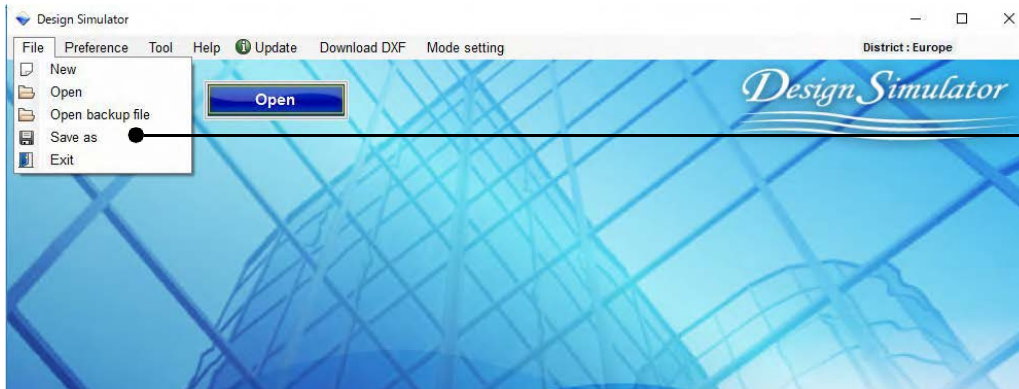 Design Simulator
File Preference Tool Help Update Download DXF Mode setting District : Europe
New
Open
Open backup file
Save as
Exit
Open
Design Simulator